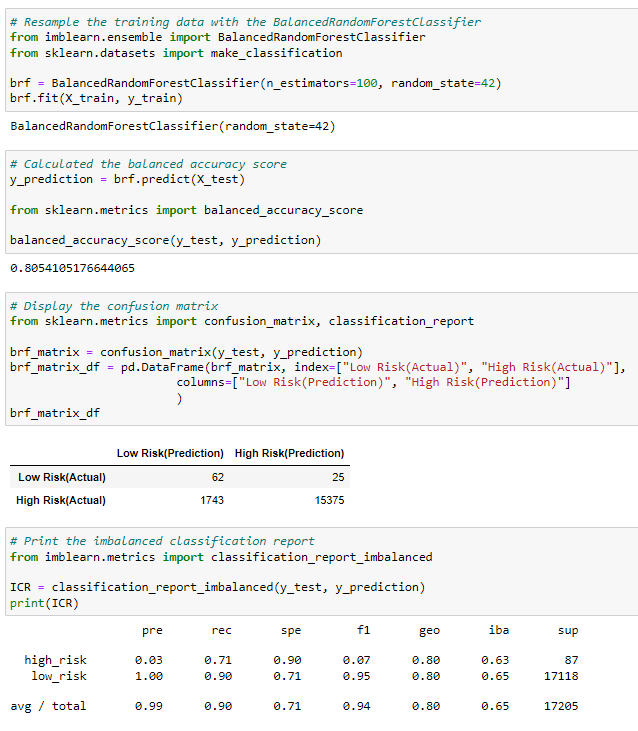 # Resample the training data with the BalancedRandomForestClassifier
from imblearn.ensemble import BalancedRandomForestClassifier
from sklearn.datasets import make_classification
brf = BalancedRandomForestClassifier(n_estimators=100, random_state=42)
brf.fit(X_train, y_train)
BalancedRandomForestClassifier(random_state=42)
# Calculated the balanced accuracy score
y_prediction = brf.predict(X_test)
from sklearn.metrics import balanced_accuracy_score
balanced_accuracy_score(y_test, y_prediction)
0.8054105176644065
# Display the confusion matrix
from sklearn.metrics import confusion_matrix, classification_report
brf_matrix = confusion_matrix(y_test, y_prediction)
brf_matrix_df = pd.DataFrame(brf_matrix, index=["Low Risk(Actual)", "High Risk(Actual)"],
columns=["Low Risk(Prediction)", "High Risk(Prediction)"]
)
brf_matrix_df
Low Risk(Prediction) High Risk(Prediction)
Low Risk(Actual) 62 25
High Risk(Actual) 1743 15375
# Print the imbalanced classification report
from imblearn.metrics import classification_report_imbalanced
ICR = classification_report_imbalanced(y_test, y_prediction)
print(ICR)
pre rec spe f1 geo iba sup
high_risk 0.03 0.71 0.90 0.07 0.80 0.63 87
low_risk 1.00 0.90 0.71 0.95 0.80 0.65 17118
avg / total 0.99 0.90 0.71 0.94 0.80 0.65 17205